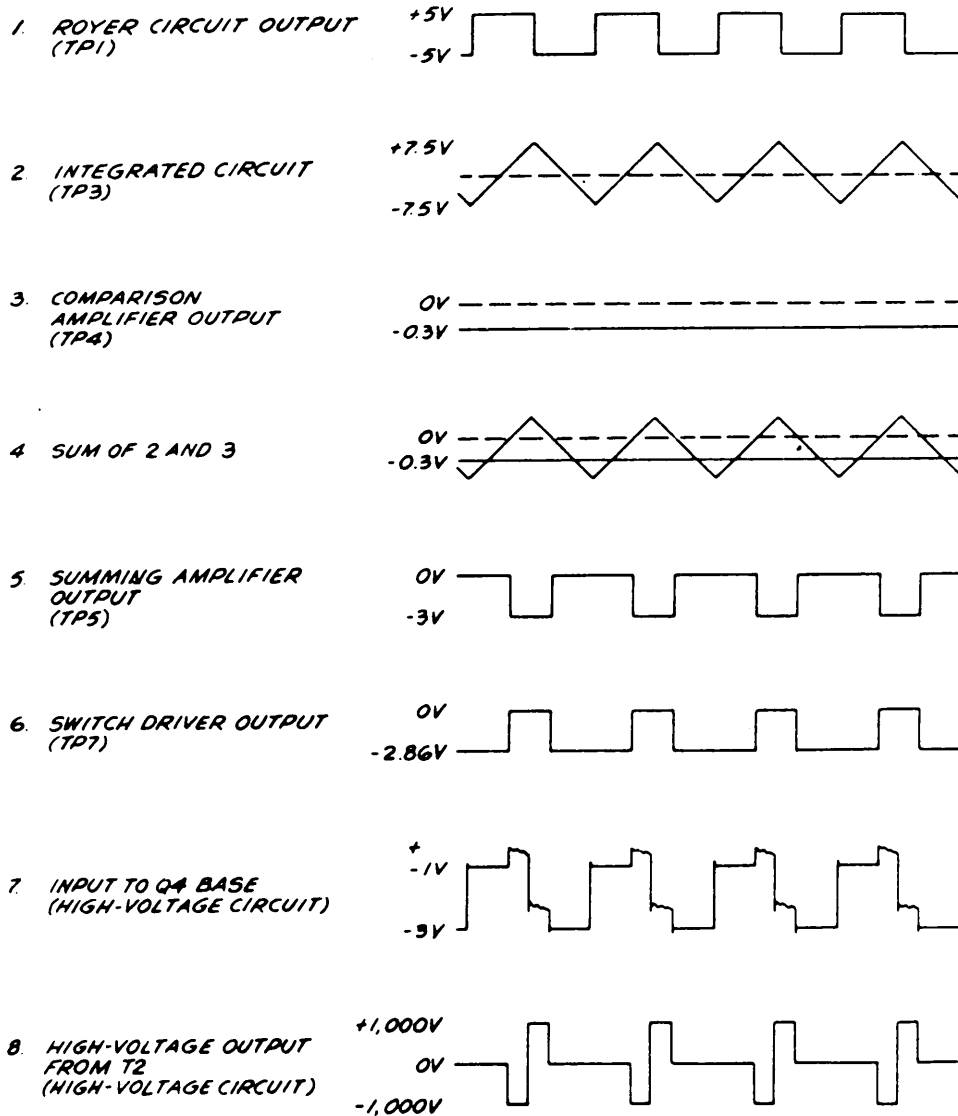 1. ROYER CIRCUIT OUTPUT
(TP1)
+5V
-5V
2 INTEGRATED CIRCUIT
(TP3)
+7.5V
-7.5V
3. COMPARISON
AMPLIFIER OUTPUT
(TP4)
0V
-0.3V
4 SUM OF 2 AND 3
0V
-0.3V
5. SUMMING AMPLIFIER
OUTPUT
(TP5)
0V
-3V
6. SWITCH DRIVER OUTPUT
(TP7)
0V
-2.86V
7. INPUT TO Q4 BASE
(HIGH-VOLTAGE CIRCUIT)
+
-1V
-3V
8. HIGH-VOLTAGE OUTPUT
FROM T2
(HIGH-VOLTAGE CIRCUIT)
+1,000V
0V
-1,000V